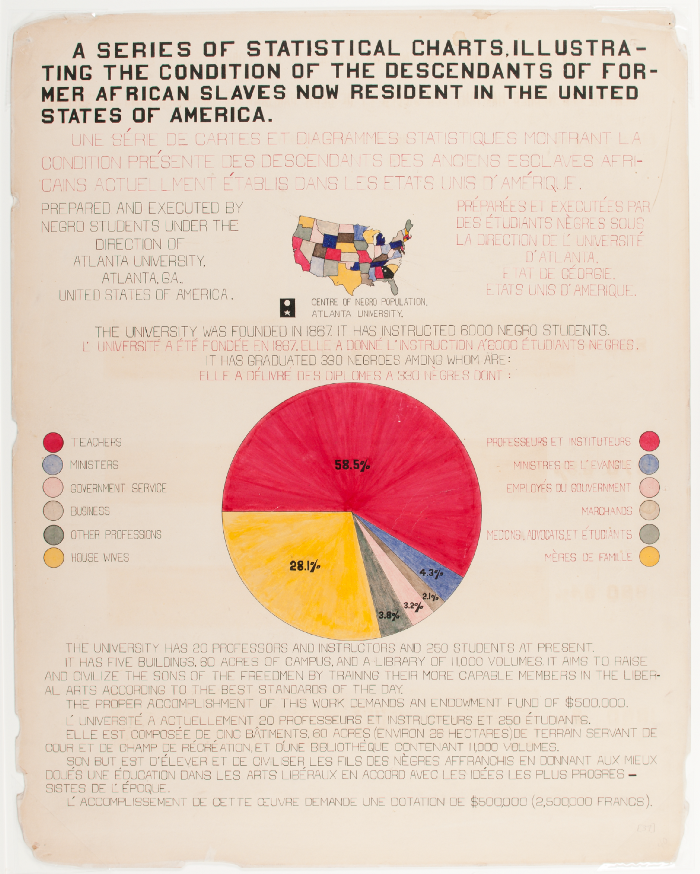 A SERIES OF STATISTICAL CHARTS, ILLUSTRA-
TING THE CONDITION OF THE DESCENDANTS OF FOR-
MER AFRICAN SLAVES NOW RESIDENT IN THE UNITED
STATES OF AMERICA.
UNE SÉRIE DE CARTES ET DIAGRAMMES STATISTIQUES MONTRANT LA
CONDITION PRÉSENTE DES DESCENDANTS DES ANCIENS ESCLAVES AFRI-
CAINS ACTUELLMENT ÉTABLIS DANS LES ETATS UNIS D'AMÉRIQUE.
PREPARED AND EXECUTED BY
NEGRO STUDENTS UNDER THE
DIRECTION OF
ATLANTA UNIVERSITY.
ATLANTA, GA.
UNITED STATES OF AMERICA.
PRÉPARÉES ET EXECUTÉES PAR
DES ÉTUDIANTS NÈGRES SOUS
LA DIRECTION DE L'UNIVERSITÉ
D'ATLANTA.
ETAT DE GÉORGIE.
ETATS UNIS D'AMERIQUE.
CENTRE OF NEGRO POPULATION.
ATLANTA UNIVERSITY.
THE UNIVERSITY WAS FOUNDED IN 1867. IT HAS INSTRUCTED 6000 NEGRO STUDENTS.
L'UNIVERSITÉ A ÉTÉ FONDÉE EN 1867. ELLE A DONNÉ L'INSTRUCTION A 6000 ÉTUDIANTS NÈGRES.
IT HAS GRADUATED 330 NEGROES AMONG WHOM ARE:
ELLE A DÉLIVRÉ DES DIPLOMES A 330 NÈGRES DONT :
TEACHERS
MINISTERS
GOVERNMENT SERVICE
BUSINESS
OTHER PROFESSIONS
HOUSE WIVES
58.5%
28.1%
4.3%
2.1%
3.2%
3.8%
PROFESSEURS ET INSTITUTEURS
MINISTRES DE L'EVANGILE
EMPLOYÉS DU GOUVERNMENT
MARCHANDS
MEDCINS, ADVOCATS, ET ÉTUDIANTS
MÈRES DE FAMILLE
THE UNIVERSITY HAS 20 PROFESSORS AND INSTRUCTORS AND 250 STUDENTS AT PRESENT.
IT HAS FIVE BUILDINGS, 60 ACRES OF CAMPUS, AND A LIBRARY OF 11,000 VOLUMES. IT AIMS TO RAISE
AND CIVILIZE THE SONS OF THE FREEDMEN BY TRAINING THEIR MORE CAPABLE MEMBERS IN THE LIBER-
AL ARTS ACCORDING TO THE BEST STANDARDS OF THE DAY.
THE PROPER ACCOMPLISHMENT OF THIS WORK DEMANDS AN ENDOWMENT FUND OF $500,000.
L'UNIVERSITÉ A ACTUELLEMENT 20 PROFESSEURS ET INSTRUCTEURS ET 250 ÉTUDIANTS.
ELLE EST COMPOSÉE DE CINQ BÂTIMENTS, 60 ACRES (ENVIRON 26 HECTARES) DE TERRAIN SERVANT DE
COUR ET DE CHAMP DE RÉCRÉATION, ET D'UNE BIBLIOTHÉQUE CONTENANT 11,000 VOLUMES.
SON BUT EST D'ÉLEVER ET DE CIVILISER LES FILS DES NÈGRES AFFRANCHIS EN DONNANT AUX MIEUX
DOUÉS UNE ÉDUCATION DANS LES ARTS LIBÉRAUX EN ACCORD AVEC LES IDÉES LES PLUS PROGRES-
SISTES DE L'ÉPOQUE.
L'ACCOMPLISSEMENT DE CETTE ŒUVRE DEMANDE UNE DOTATION DE $500,000 (2,500,000 FRANCS).